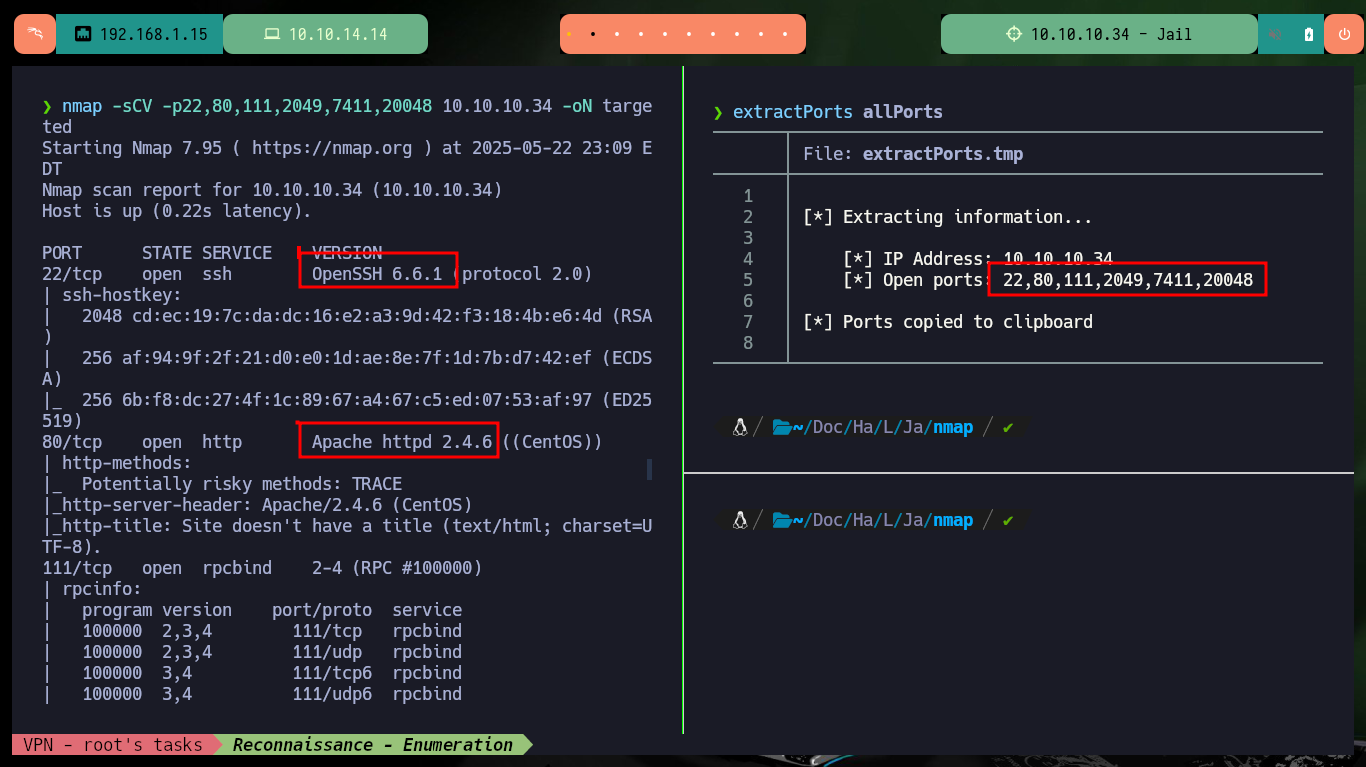 192.168.1.15
10.10.14.14
10.10.10.34 - Jail
❯ nmap -sCV -p22,80,111,2049,7411,20048 10.10.10.34 -oN targe
ted
Starting Nmap 7.95 ( https://nmap.org ) at 2025-05-22 23:09 E
DT
Nmap scan report for 10.10.10.34 (10.10.10.34)
Host is up (0.22s latency).
PORT      STATE SERVICE    VERSION
22/tcp    open  ssh        OpenSSH 6.6.1 (protocol 2.0)
| ssh-hostkey:
|   2048 cd:ec:19:7c:da:dc:16:e2:a3:9d:42:f3:18:4b:e6:4d (RSA
)
|   256 af:94:9f:2f:21:d0:e0:1d:ae:8e:7f:1d:7b:d7:42:ef (ECDS
A)
|_  256 6b:f8:dc:27:4f:1c:89:67:a4:67:c5:ed:07:53:af:97 (ED25
519)
80/tcp    open  http       Apache httpd 2.4.6 ((CentOS))
| http-methods:
|_  Potentially risky methods: TRACE
|_http-server-header: Apache/2.4.6 (CentOS)
|_http-title: Site doesn't have a title (text/html; charset=U
TF-8).
111/tcp   open  rpcbind    2-4 (RPC #100000)
| rpcinfo:
|   program version    port/proto  service
|   100000  2,3,4        111/tcp   rpcbind
|   100000  2,3,4        111/udp   rpcbind
|   100000  3,4          111/tcp6  rpcbind
|   100000  3,4          111/udp6  rpcbind
❯ extractPorts allPorts
File: extractPorts.tmp
1
2 [*] Extracting information...
3
4 [*] IP Address: 10.10.10.34
5 [*] Open ports: 22,80,111,2049,7411,20048
6
7 [*] Ports copied to clipboard
8
/ ~/Doc/Ha/L/Ja/nmap / ✔
/ ~/Doc/Ha/L/Ja/nmap / ✔
VPN - root's tasks
Reconnaissance - Enumeration